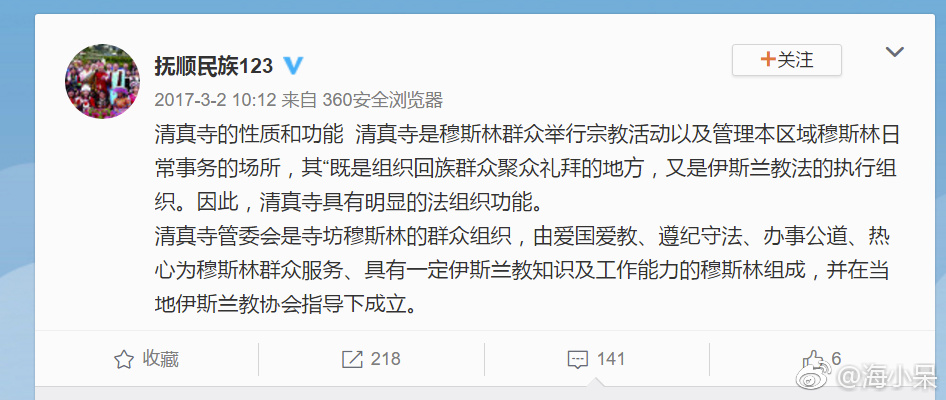 抚顺民族123
+关注
2017-3-2 10:12 来自 360安全浏览器
清真寺的性质和功能  清真寺是穆斯林群众举行宗教活动以及管理本区域穆斯林日
常事务的场所，其“既是组织回族群众聚众礼拜的地方，又是伊斯兰教法的执行组
织。因此，清真寺具有明显的法组织功能。
清真寺管委会是寺坊穆斯林的群众组织，由爱国爱教、遵纪守法、办事公道、热
心为穆斯林群众服务、具有一定伊斯兰教知识及工作能力的穆斯林组成，并在当
地伊斯兰教协会指导下成立。
收藏
218
141
6
@海小呆